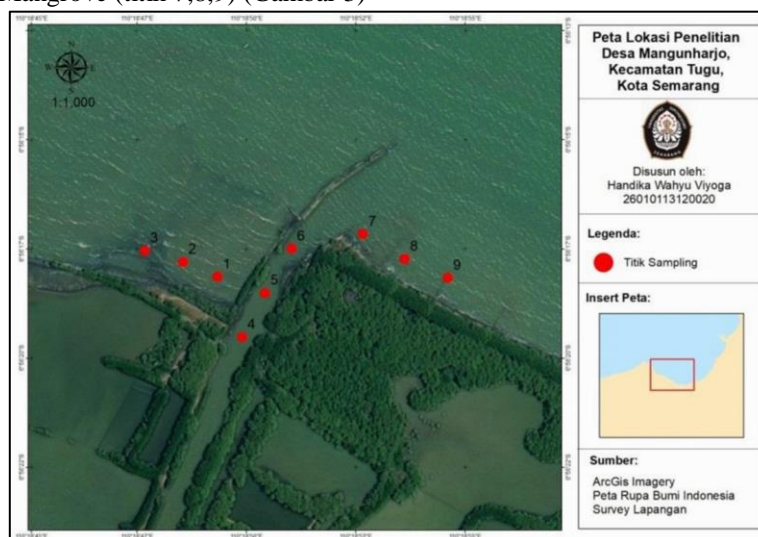 Mangrove (titik 7,8,9) (Gambar 3)
N
W E
S
1:1,000
3
2
1
6
5
4
7
8
9
Peta Lokasi Penelitian
Desa Mangunharjo,
Kecamatan Tugu,
Kota Semarang
Disusun oleh:
Handika Wahyu Viyoga
26010113120020
Legenda:
Titik Sampling
Insert Peta:
Sumber:
ArcGis Imagery
Peta Rupa Bumi Indonesia
Survey Lapangan